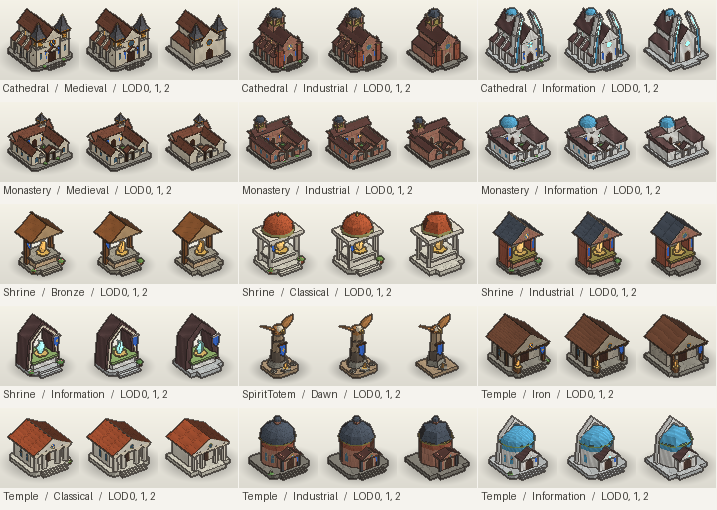 Cathedral / Medieval / LOD0, 1, 2
Cathedral / Industrial / LOD0, 1, 2
Cathedral / Information / LOD0, 1, 2
Monastery / Medieval / LOD0, 1, 2
Monastery / Industrial / LOD0, 1, 2
Monastery / Information / LOD0, 1, 2
Shrine / Bronze / LOD0, 1, 2
Shrine / Classical / LOD0, 1, 2
Shrine / Industrial / LOD0, 1, 2
Shrine / Information / LOD0, 1, 2
SpiritTotem / Dawn / LOD0, 1, 2
Temple / Iron / LOD0, 1, 2
Temple / Classical / LOD0, 1, 2
Temple / Industrial / LOD0, 1, 2
Temple / Information / LOD0, 1, 2